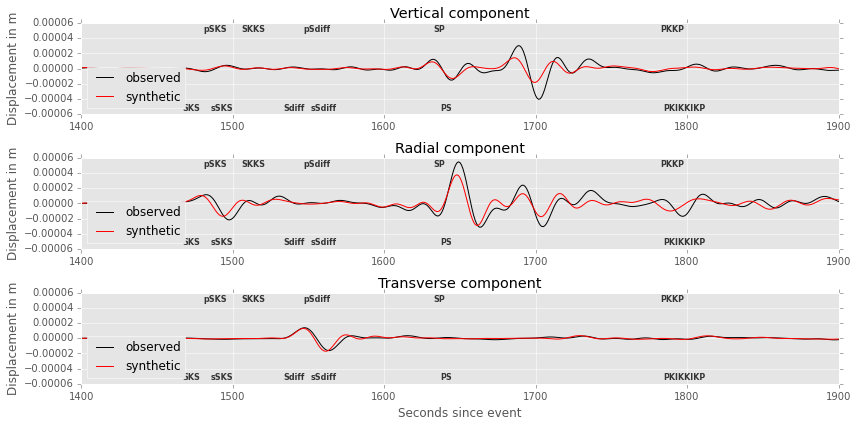 Vertical component
Displacement in m
0.00006
0.00004
0.00002
0.00000
−0.00002
−0.00004
−0.00006
pSKS SKKS pSdiff SP PKKP
observed
synthetic
SKS sSKS Sdiff sSdiff PS PKIKKIKP
1400 1500 1600 1700 1800 1900
Radial component
Displacement in m
0.00006
0.00004
0.00002
0.00000
−0.00002
−0.00004
−0.00006
pSKS SKKS pSdiff SP PKKP
observed
synthetic
SKS sSKS Sdiff sSdiff PS PKIKKIKP
1400 1500 1600 1700 1800 1900
Transverse component
Displacement in m
0.00006
0.00004
0.00002
0.00000
−0.00002
−0.00004
−0.00006
pSKS SKKS pSdiff SP PKKP
observed
synthetic
SKS sSKS Sdiff sSdiff PS PKIKKIKP
1400 1500 1600 1700 1800 1900
Seconds since event